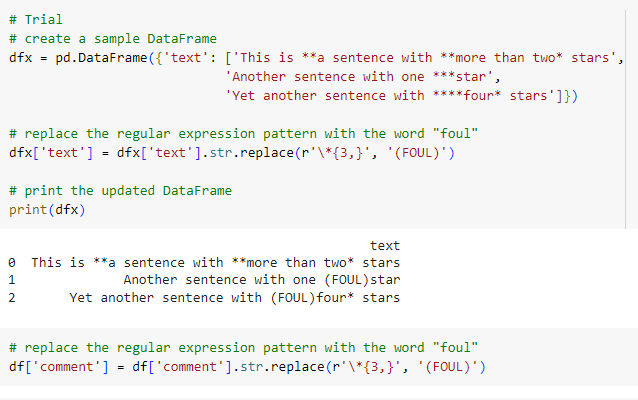 # Trial
# create a sample DataFrame
dfx = pd.DataFrame({'text': ['This is **a sentence with **more than two* stars',
'Another sentence with one ***star',
'Yet another sentence with ****four* stars']})
# replace the regular expression pattern with the word "foul"
dfx['text'] = dfx['text'].str.replace(r'\*{3,}', '(FOUL)')
# print the updated DataFrame
print(dfx)
text
0 This is **a sentence with **more than two* stars
1 Another sentence with one (FOUL)star
2 Yet another sentence with (FOUL)four* stars
# replace the regular expression pattern with the word "foul"
df['comment'] = df['comment'].str.replace(r'\*{3,}', '(FOUL)')